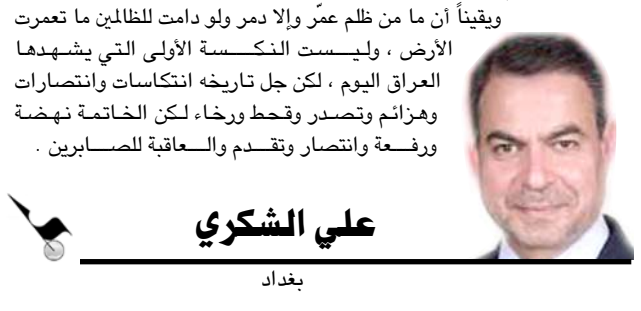 ويقيناً أن ما من ظلم عمّر وإلا دمر ولو دامت للظالمين ما تعمرت
الأرض ، وليست النكسة الأولى التي يشهدها
العراق اليوم ، لكن جل تاريخه انتكاسات وانتصارات
وهزائم وتصدر وقحط ورخاء لكن الخاتمة نهضة
ورفعة وانتصار وتقدم والعاقبة للصابرين .
علي الشكري
بغداد